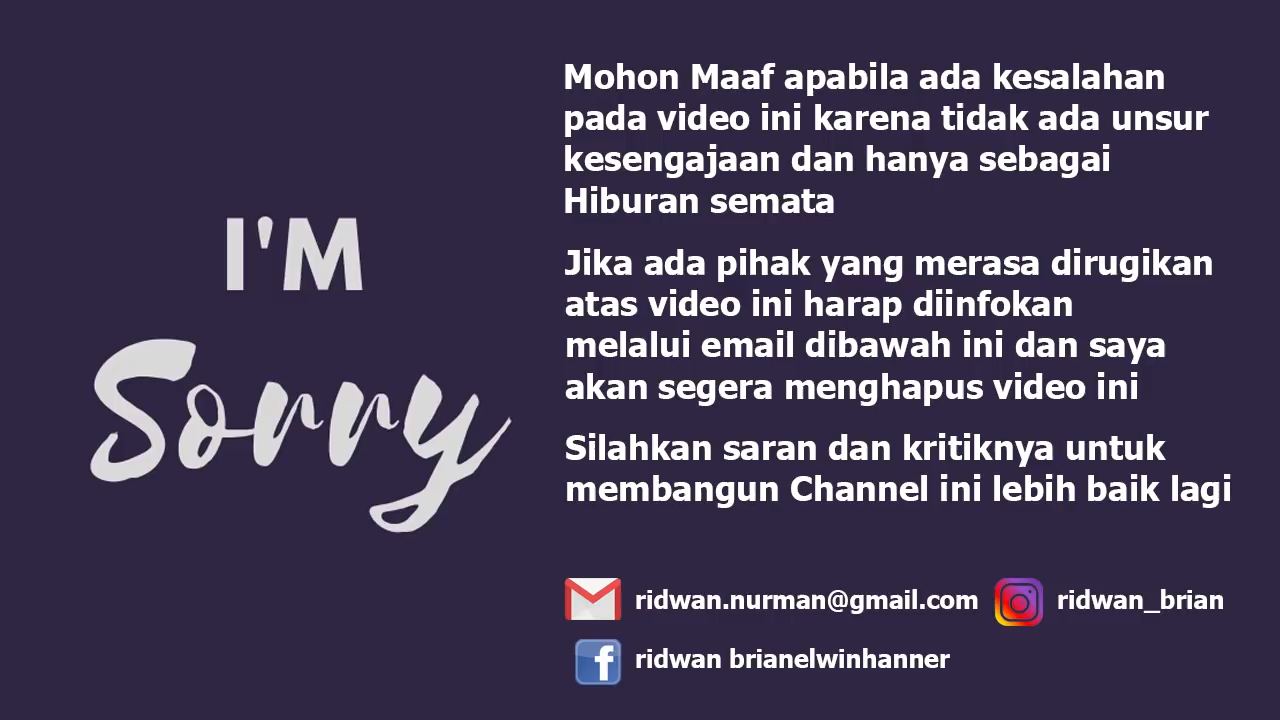 I'M
Sorry
Mohon Maaf apabila ada kesalahan
pada video ini karena tidak ada unsur
kesengajaan dan hanya sebagai
Hiburan semata
Jika ada pihak yang merasa dirugikan
atas video ini harap diinfokan
melalui email dibawah ini dan saya
akan segera menghapus video ini
Silahkan saran dan kritiknya untuk
membangun Channel ini lebih baik lagi
ridwan.nurman@gmail.com ridwan_brian
ridwan brianelwinhanner